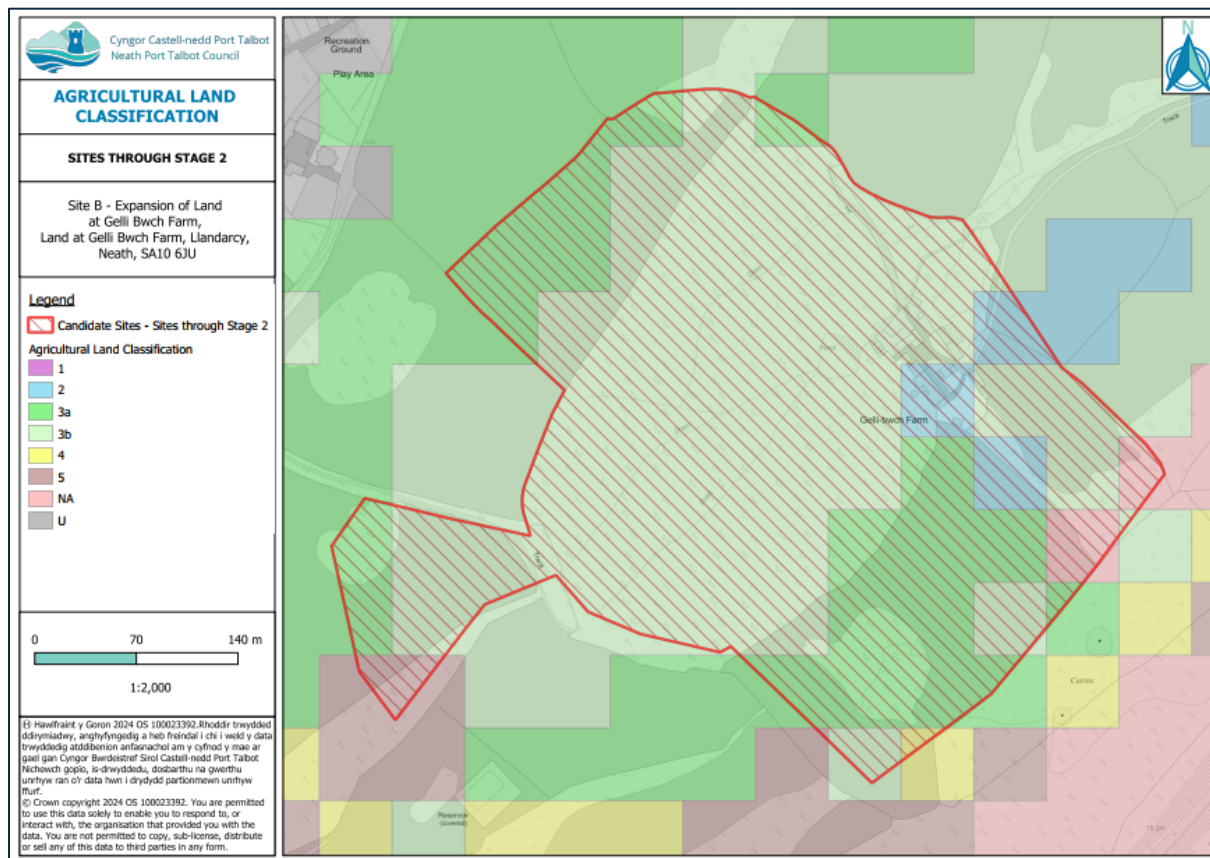 Cyngor Castell-nedd Port Talbot
Neath Port Talbot Council
AGRICULTURAL LAND
CLASSIFICATION
SITES THROUGH STAGE 2
Site B - Expansion of Land
at Gelli Bwch Farm,
Land at Gelli Bwch Farm, Llandarcy,
Neath, SA10 6JU
Legend
Candidate Sites - Sites through Stage 2
Agricultural Land Classification
1
2
3a
3b
4
5
NA
U
0 70 140 m
1:2,000
Hawlfraint y Goron 2024 OS 100023392.Rhoddir trwydded
ddirymiadwy, anghyfyngedig a heb freindal i chi i weld y data
trwyddedig atddibenion anfasnachol am y cyfnod y mae ar
gael gan Cyngor Bwrdeistref Sirol Castell-nedd Port Talbot
Nichewch gopïo, is-drwyddedu, dosbarthu na gwerthu
unrhyw ran o'r data hwn i drydydd partïonmewn unrhyw
ffurf.
© Crown copyright 2024 OS 100023392. You are permitted
to use this data solely to enable you to respond to, or
interact with, the organisation that provided you with the
data. You are not permitted to copy, sub-license, distribute
or sell any of this data to third parties in any form.
Recreation
Ground
Play Area
N
Track
Drain
Pond
Gelli-bwch Farm
Drain
Track
Cairns
Reservoir
(covered)